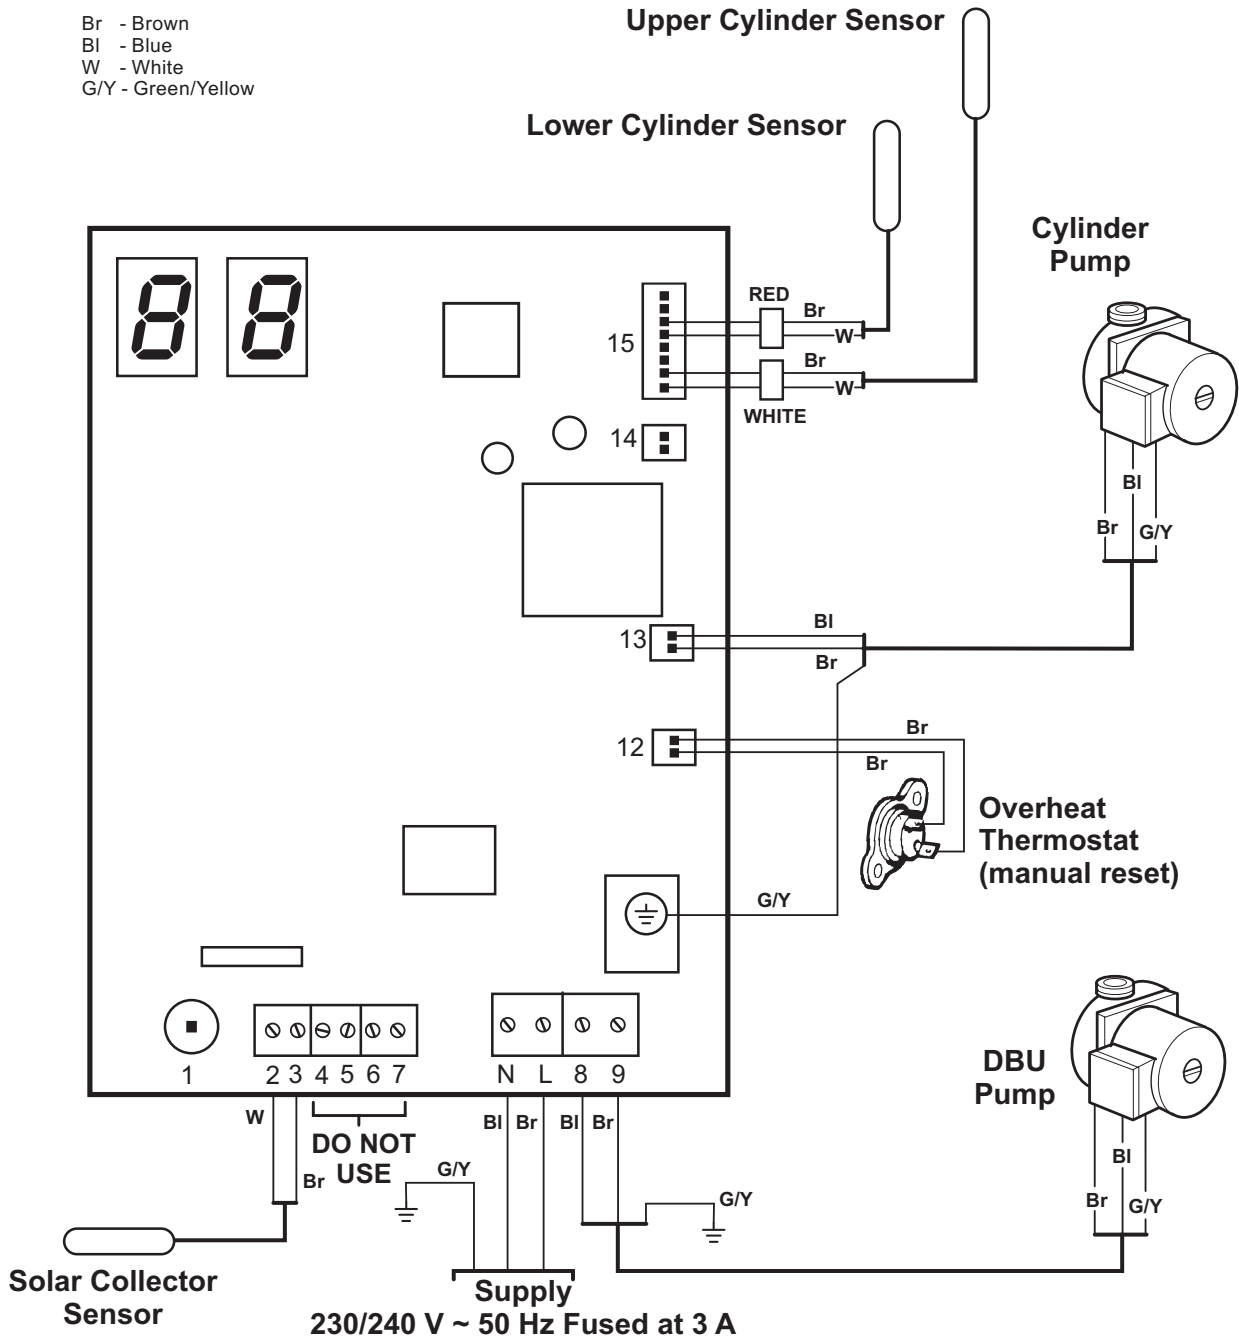 Br - Brown
Bl - Blue
W - White
G/Y - Green/Yellow
Upper Cylinder Sensor
Lower Cylinder Sensor
Cylinder
Pump
88
RED
Br
W
15
Br
W
WHITE
14
Bl
Br
G/Y
13
Bl
Br
12
Br
Br
Overheat
Thermostat
(manual reset)
G/Y
1
2 3 4 5 6 7
N L 8 9
DBU
Pump
W
Br
DO NOT
USE
Bl Br Bl Br
G/Y
G/Y
Bl
Br
G/Y
Solar Collector
Sensor
Supply
230/240 V ~ 50 Hz Fused at 3 A